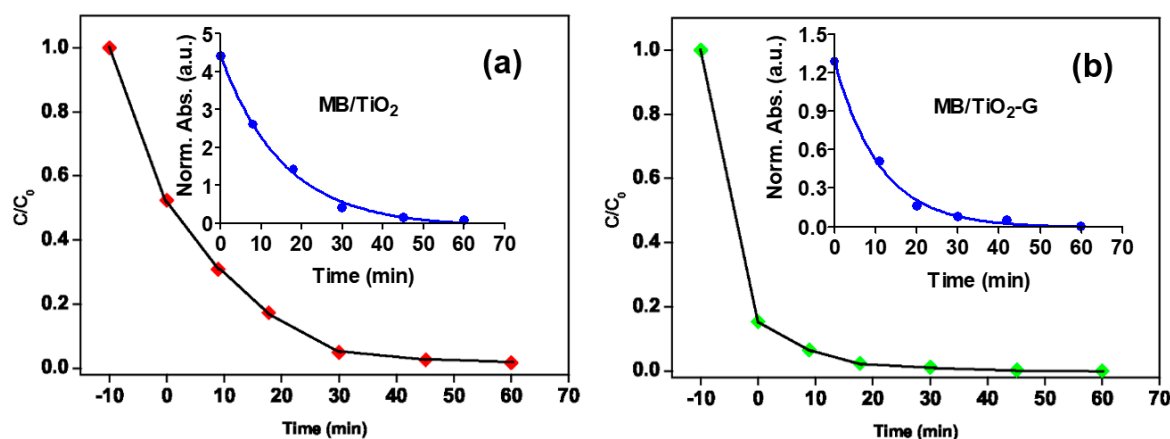 (a)
MB/TiO₂
Norm. Abs. (a.u.)
5
4
3
2
1
0
0 10 20 30 40 50 60 70
Time (min)
C/C₀
1.0
0.8
0.6
0.4
0.2
0.0
-10 0 10 20 30 40 50 60 70
Time (min)
(b)
MB/TiO₂-G
Norm. Abs. (a.u.)
1.5
1.2
0.9
0.6
0.3
0.0
0 10 20 30 40 50 60 70
Time (min)
C/C₀
1.0
0.8
0.6
0.4
0.2
0.0
-10 0 10 20 30 40 50 60 70
Time (min)